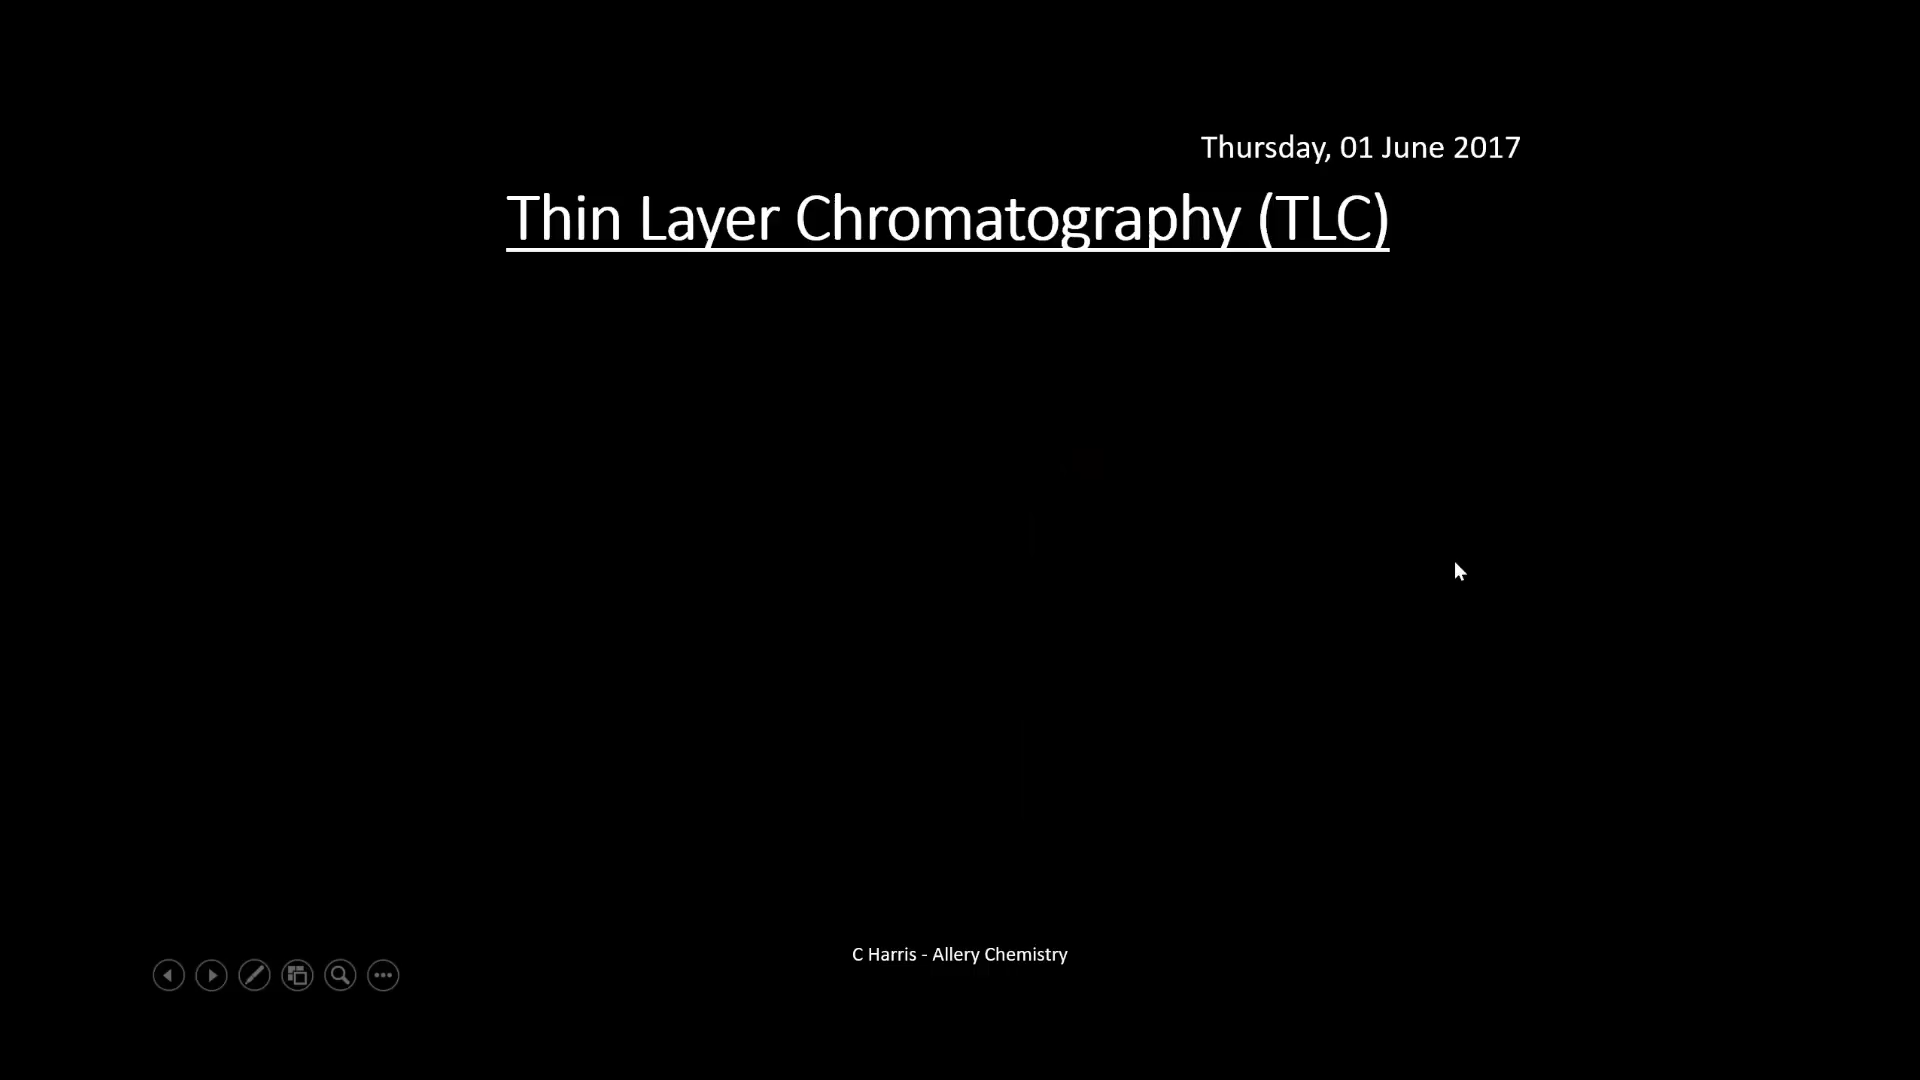 Thursday, 01 June 2017
Thin Layer Chromatography (TLC)
C Harris - Allery Chemistry